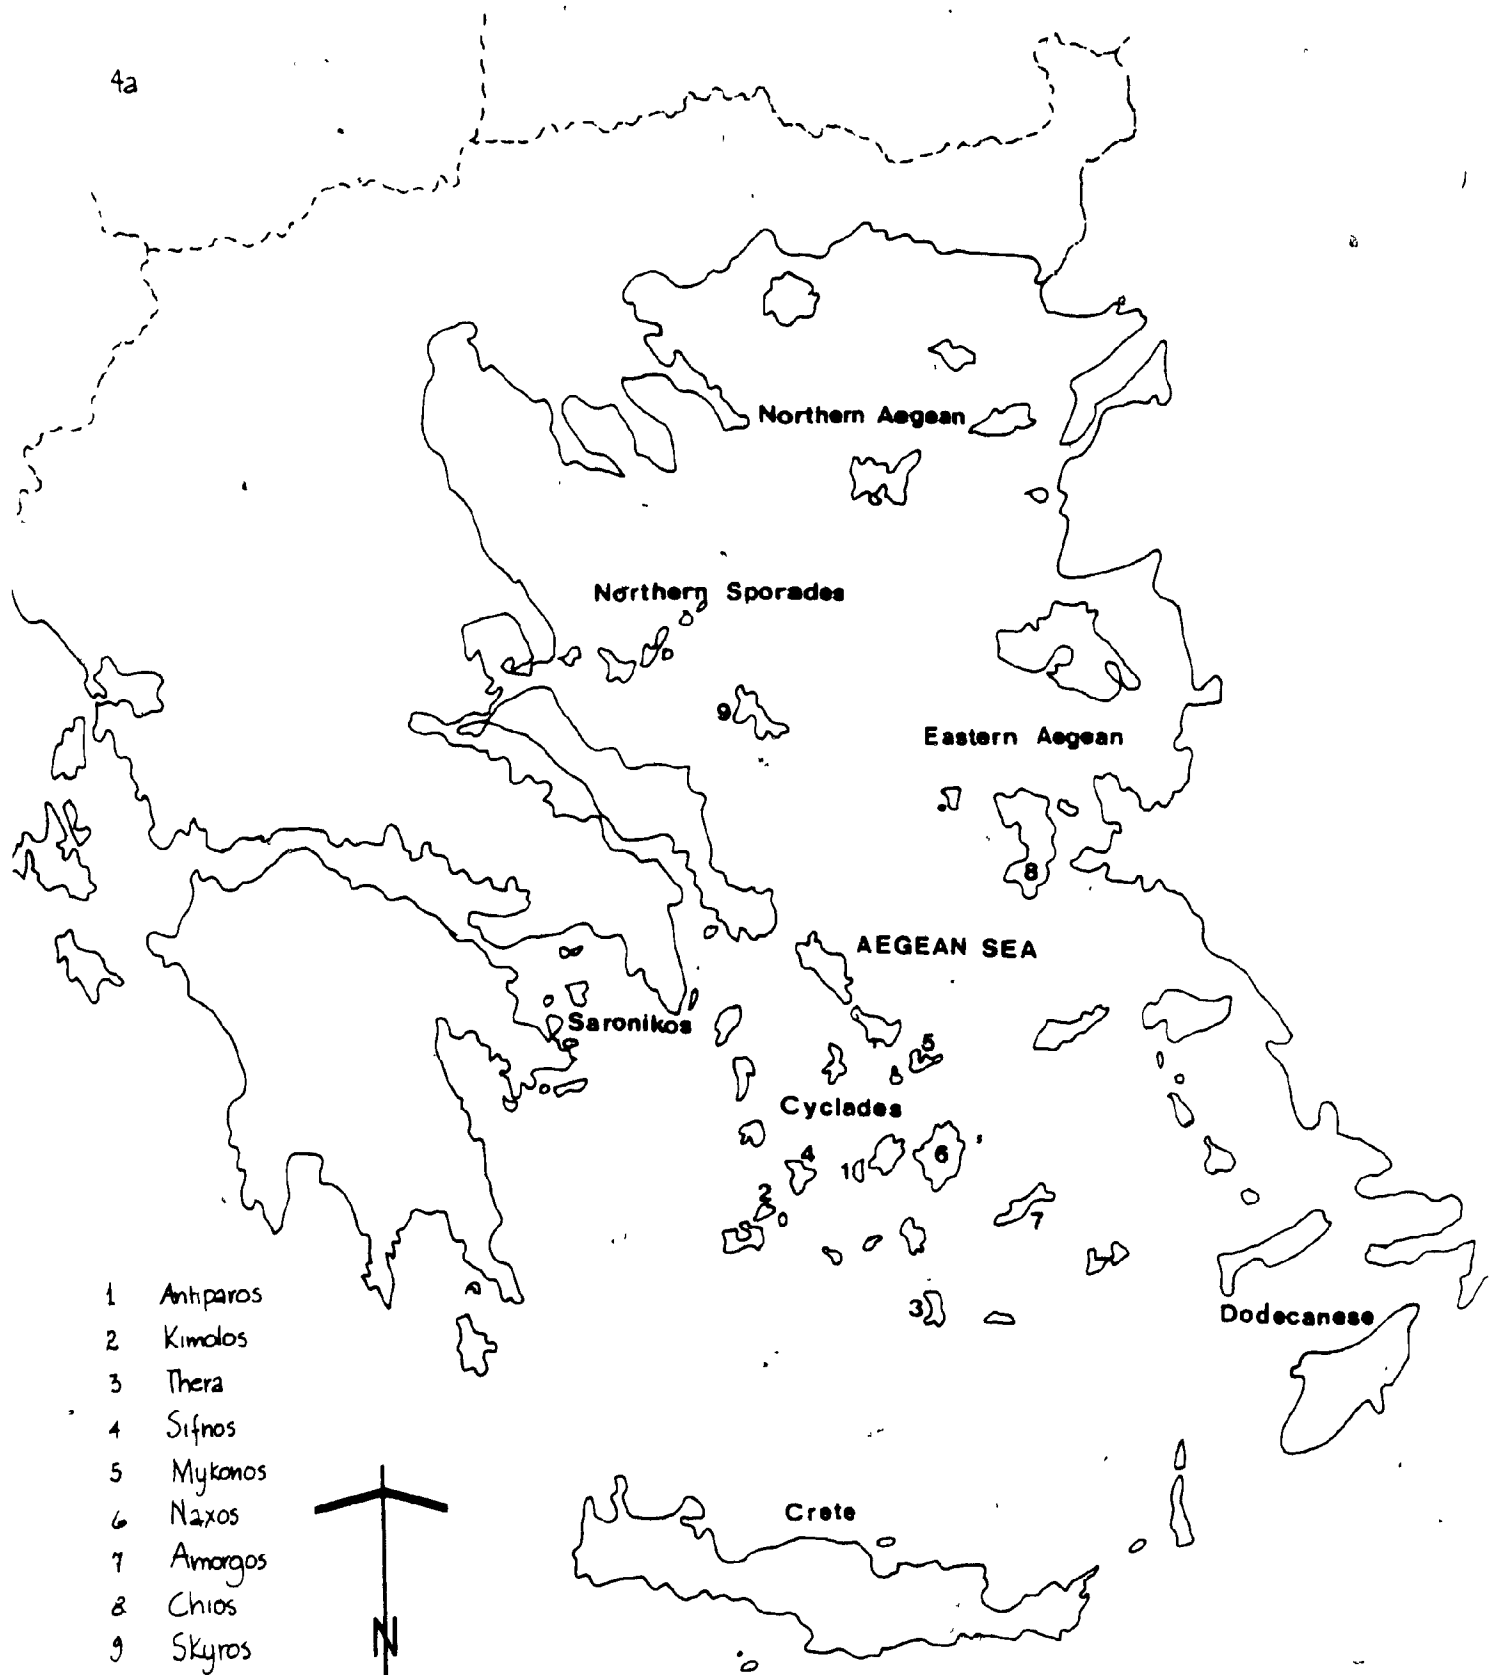 4a
Northern Aegean
Northern Sporades
9
Eastern Aegean
8
AEGEAN SEA
Saronikos
5
Cyclades
4
1
6
2
7
3
Dodecanese
Crete
1 Antiparos
2 Kimolos
3 Thera
4 Sifnos
5 Mykonos
6 Naxos
7 Amorgos
8 Chios
9 Skyros
N